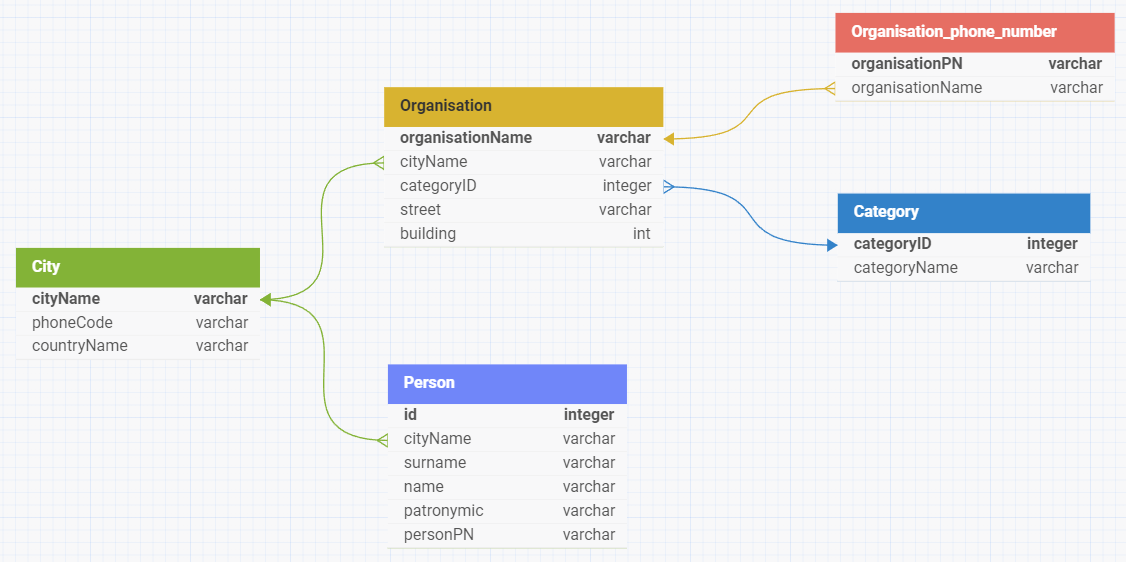 Organisation_phone_number
organisationPN varchar
organisationName varchar
Organisation
organisationName varchar
cityName varchar
categoryID integer
street varchar
building int
Category
categoryID integer
categoryName varchar
City
cityName varchar
phoneCode varchar
countryName varchar
Person
id integer
cityName varchar
surname varchar
name varchar
patronymic varchar
personPN varchar